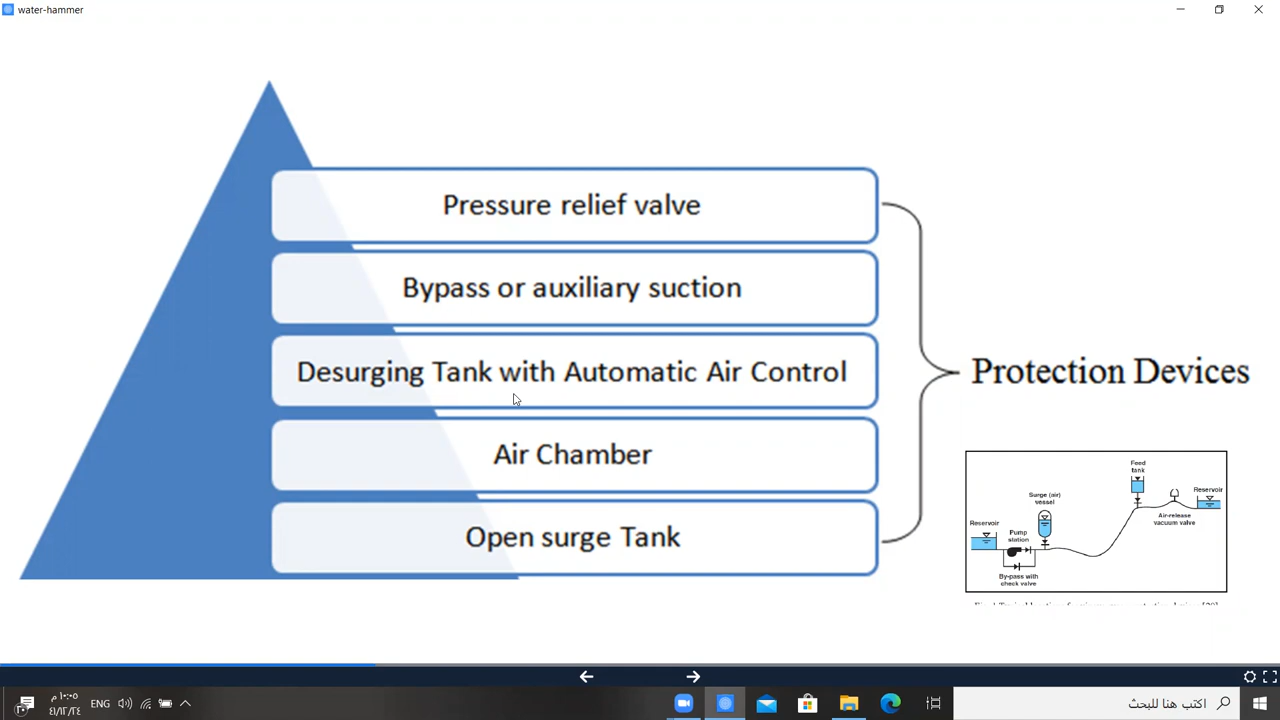 water-hammer
Pressure relief valve
Bypass or auxiliary suction
Desurging Tank with Automatic Air Control
Air Chamber
Open surge Tank
Protection Devices
Feed
tank
Reservoir
Surge (air)
vessel
Air-release
vacuum valve
Reservoir
Pump
station
By-pass with
check valve
ENG
١٠:٠٥ م
اكتب هنا للبحث